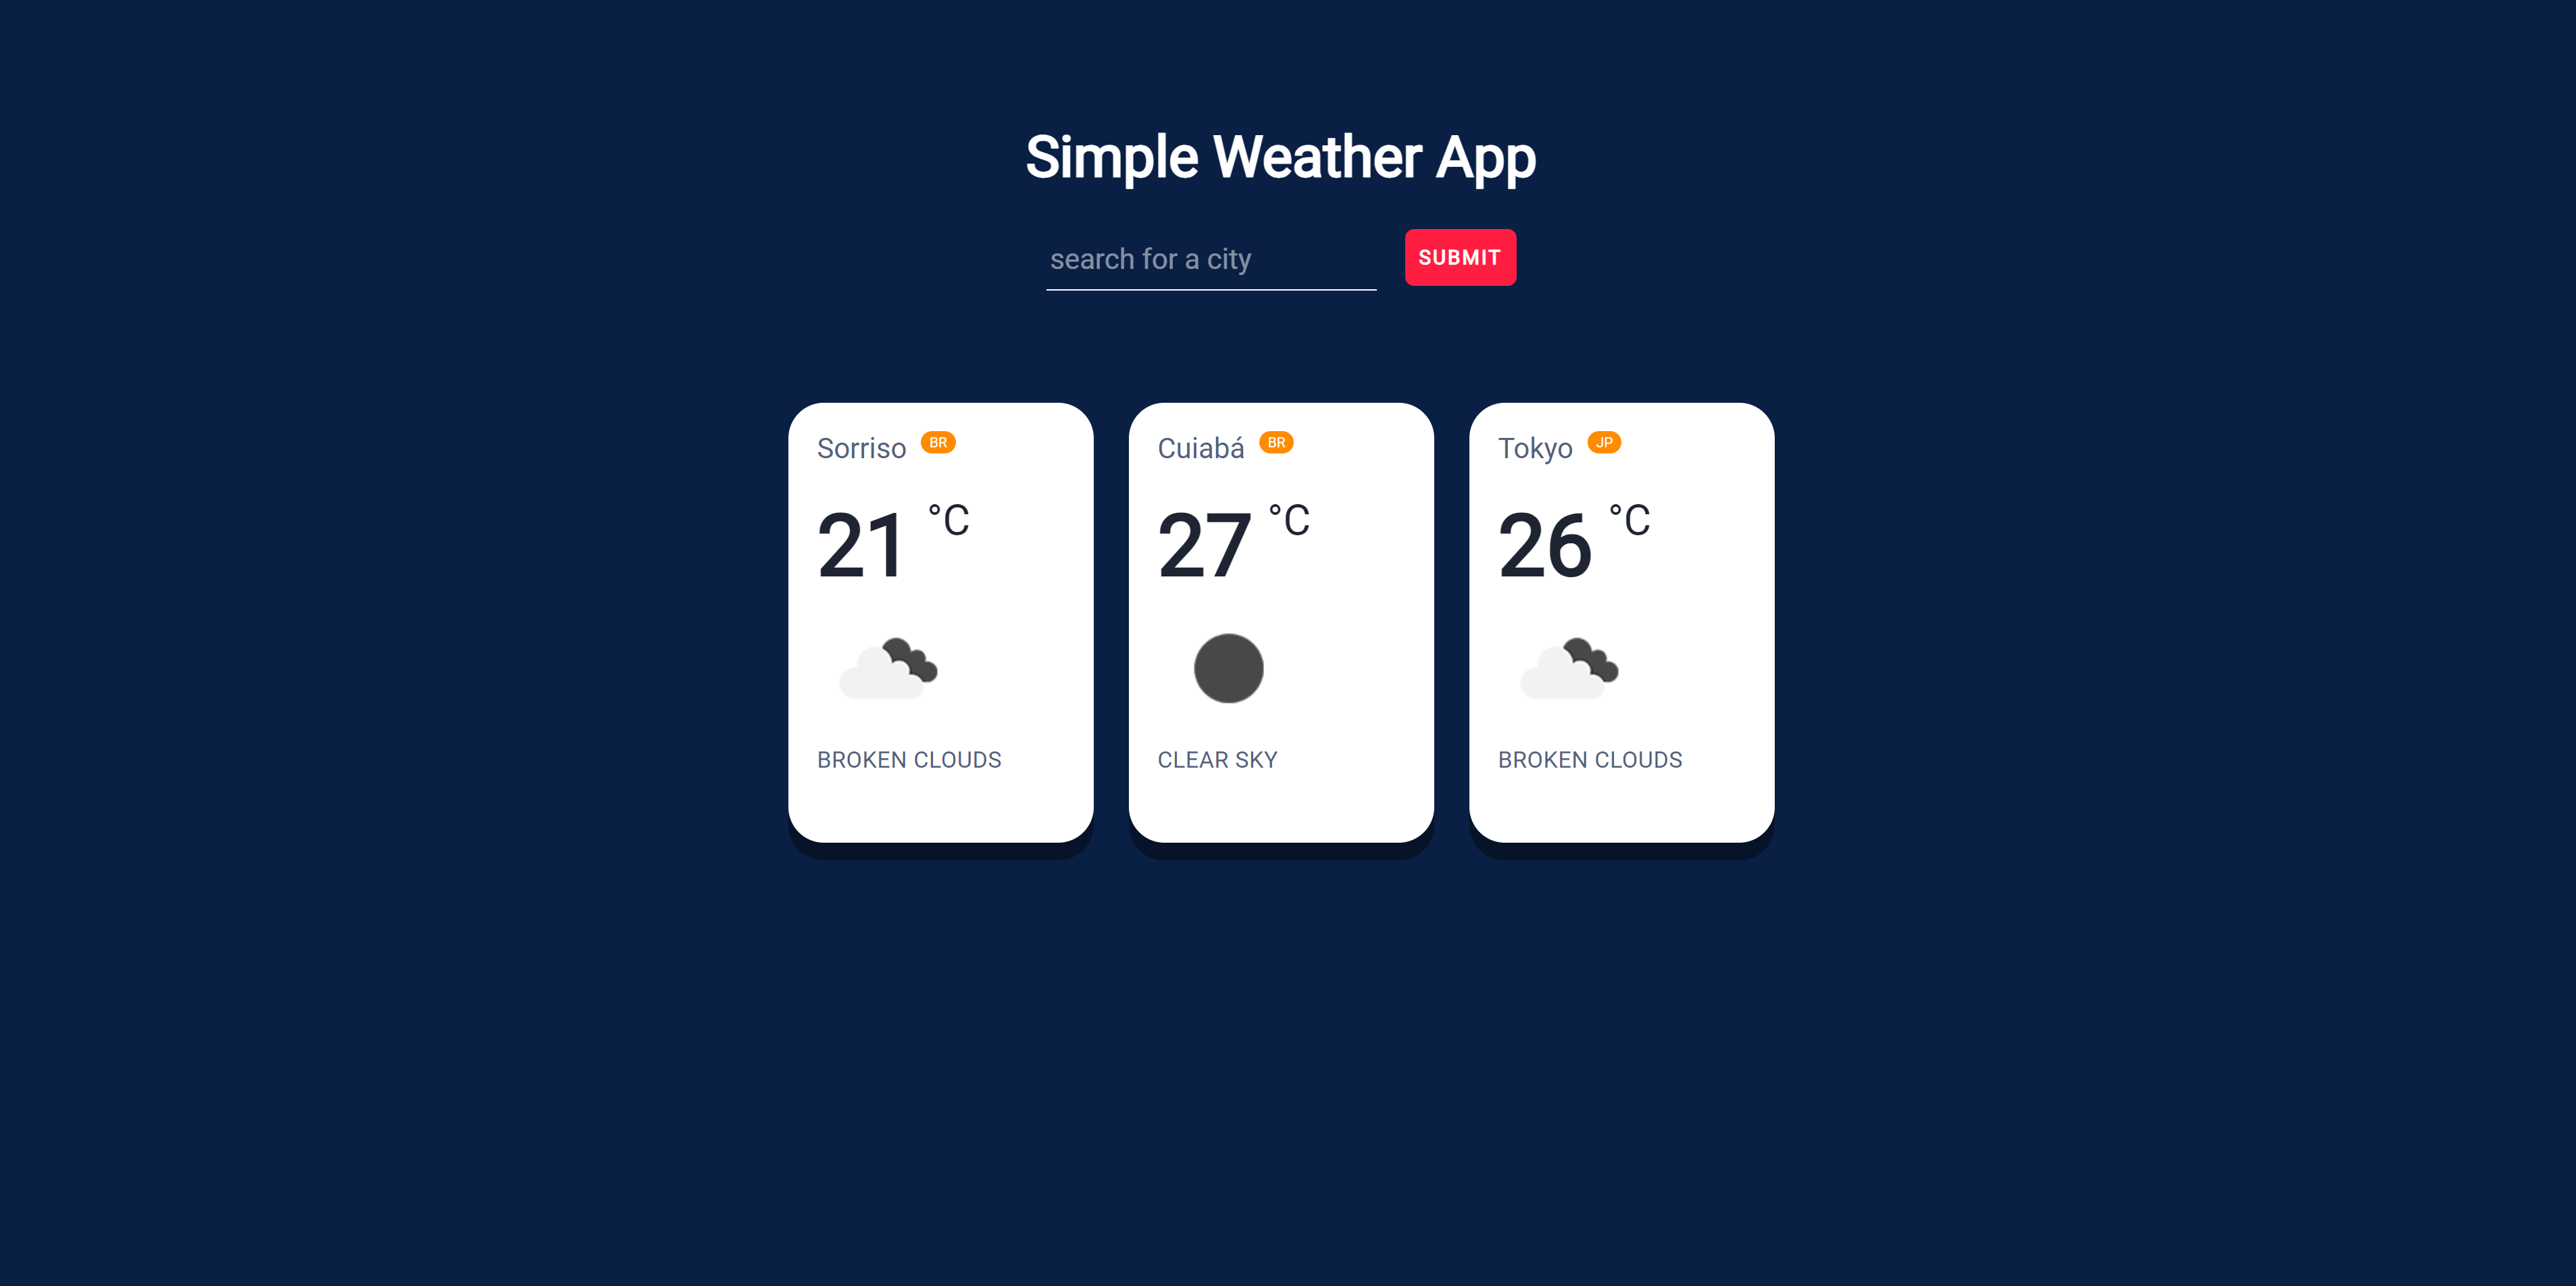 Simple Weather App
search for a city
SUBMIT
Sorriso BR
21 °C
BROKEN CLOUDS
Cuiabá BR
27 °C
CLEAR SKY
Tokyo JP
26 °C
BROKEN CLOUDS